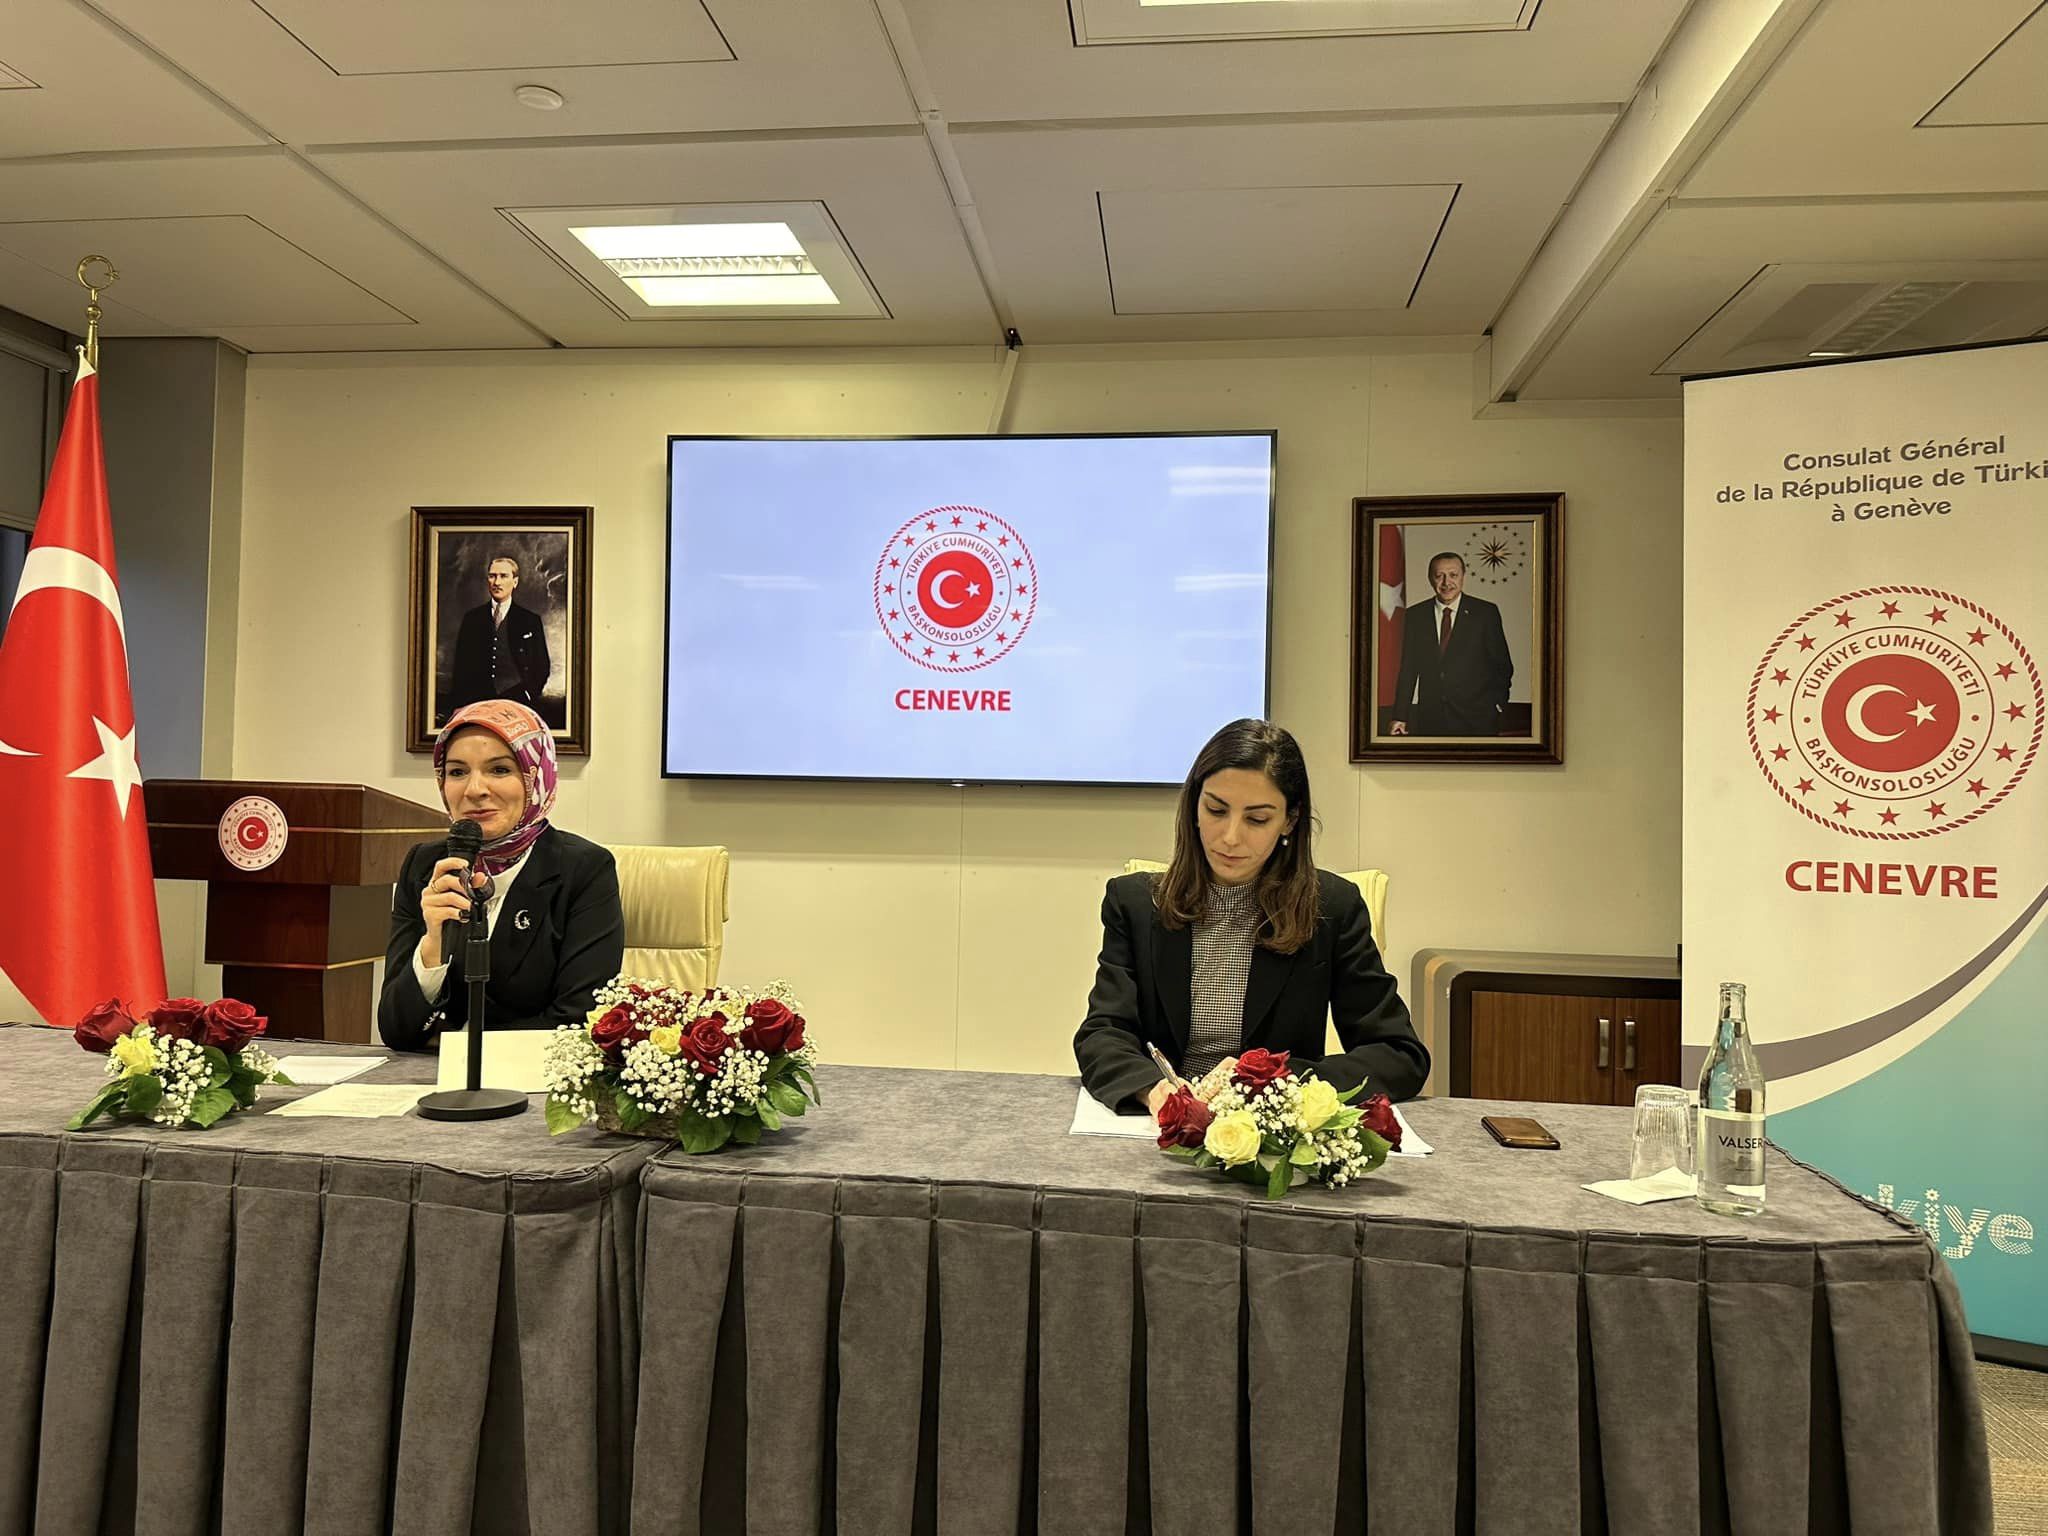 TÜRKİYE CUMHURİYETİ
BAŞKONSOLOSLUĞU
CENEVRE
Consulat Général
de la République de Türki
à Genève
TÜRKİYE CUMHURİYETİ
BAŞKONSOLOSLUĞU
CENEVRE
VALSER
kiye